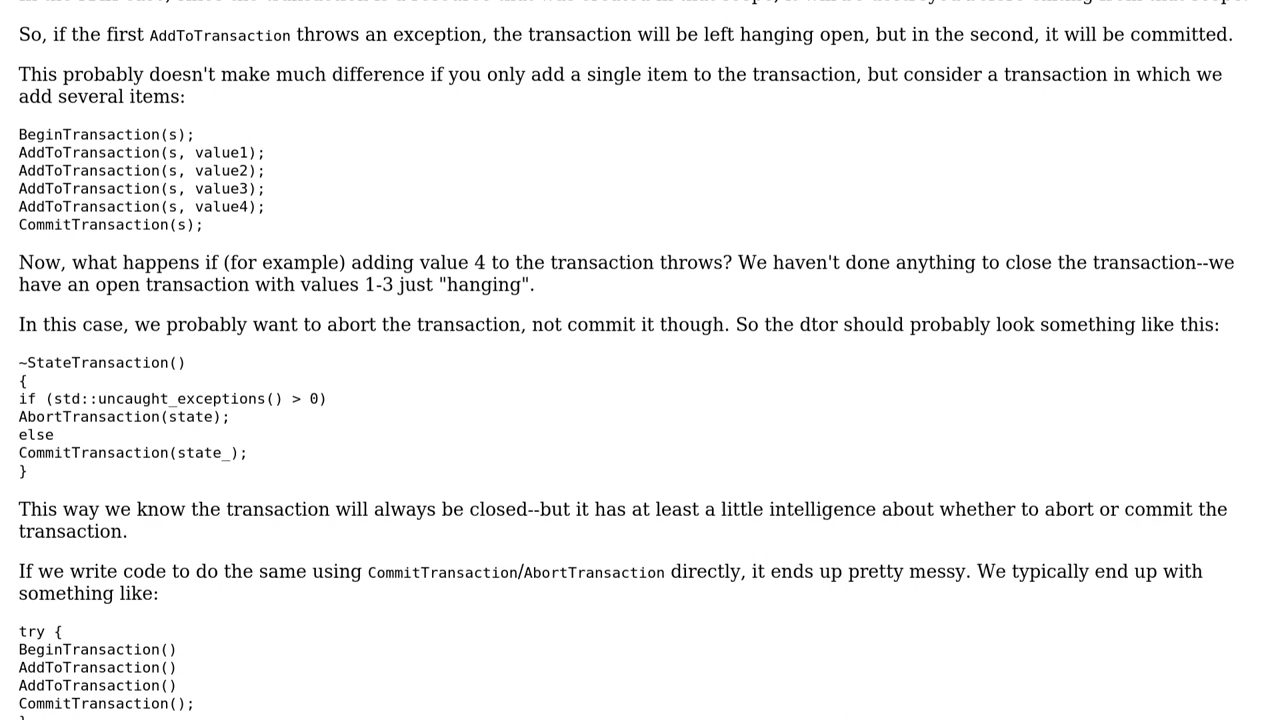 So, if the first AddToTransaction throws an exception, the transaction will be left hanging open, but in the second, it will be committed.
This probably doesn't make much difference if you only add a single item to the transaction, but consider a transaction in which we
add several items:
BeginTransaction(s);
AddToTransaction(s, value1);
AddToTransaction(s, value2);
AddToTransaction(s, value3);
AddToTransaction(s, value4);
CommitTransaction(s);
Now, what happens if (for example) adding value 4 to the transaction throws? We haven't done anything to close the transaction--we
have an open transaction with values 1-3 just "hanging".
In this case, we probably want to abort the transaction, not commit it though. So the dtor should probably look something like this:
~StateTransaction()
{
if (std::uncaught_exceptions() > 0)
AbortTransaction(state);
else
CommitTransaction(state_);
}
This way we know the transaction will always be closed--but it has at least a little intelligence about whether to abort or commit the
transaction.
If we write code to do the same using CommitTransaction/AbortTransaction directly, it ends up pretty messy. We typically end up with
something like:
try {
BeginTransaction()
AddToTransaction()
AddToTransaction()
CommitTransaction();